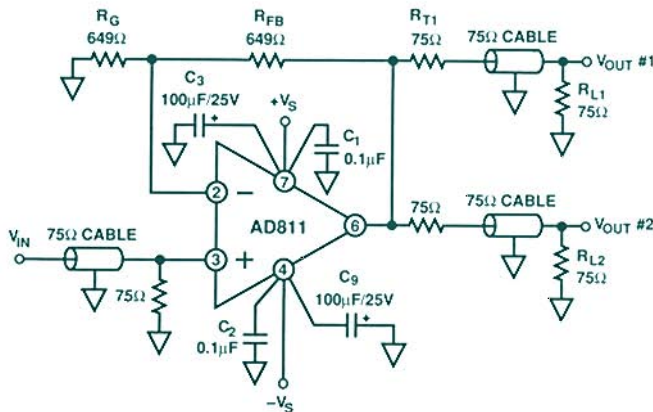 RG
649Ω
RFB
649Ω
RT1
75Ω
75Ω CABLE
VOUT #1
RL1
75Ω
C3
100μF/25V
+
+VS
C1
0.1μF
7
2
−
AD811
6
75Ω
75Ω CABLE
VOUT #2
RL2
75Ω
VIN
75Ω CABLE
3
+
75Ω
4
C9
100μF/25V
+
C2
0.1μF
−VS